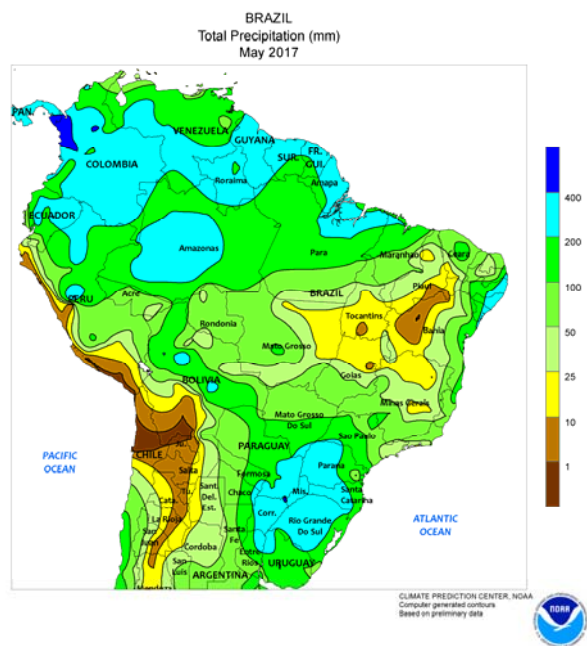 BRAZIL
Total Precipitation (mm)
May 2017
PAN.
VENEZUELA
GUYANA
COLOMBIA
SUR.
FR.
GUI.
Roraima
Amapa
ECUADOR
Amazonas
Para
Maranhao
Ceara
PERU
Acre
BRAZIL
Piaui
Rondonia
Tocantins
Bahia
Mato Grosso
BOLIVIA
Goias
Minas Gerais
Mato Grosso
Do Sul
Sao Paulo
PARAGUAY
PACIFIC
OCEAN
CHILE
Ju.
Salta
Formosa
Parana
Tu.
Sant.
Del.
Est.
Chaco
Mis.
Santa
Catarina
Cata.
Corr.
La Rioja
Rio Grande
Do Sul
ATLANTIC
OCEAN
San
Juan
Santa
Fe
Cordoba
Entre
Rios
URUGUAY
San
Luis
ARGENTINA
400
200
100
50
25
10
1
CLIMATE PREDICTION CENTER, NOAA
Computer generated contours
Based on preliminary data
NOAA